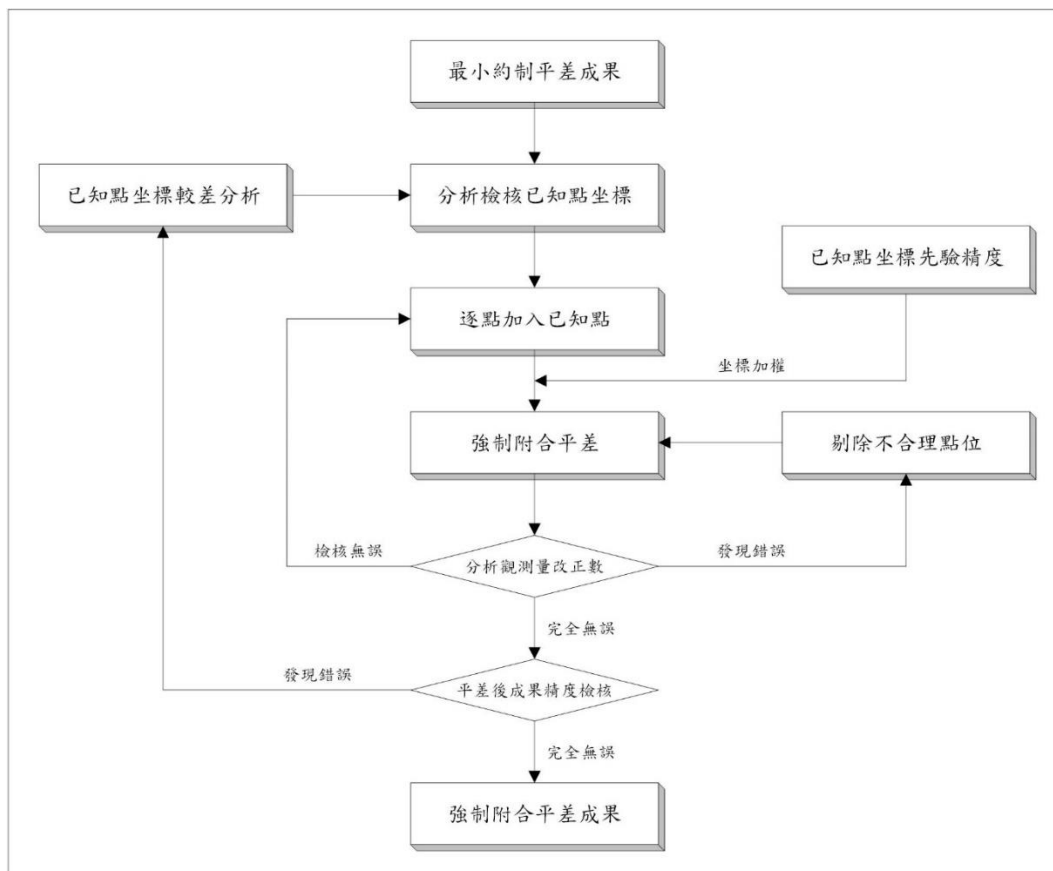 最小約制平差成果
已知點坐標較差分析
分析檢核已知點坐標
已知點坐標先驗精度
逐點加入已知點
坐標加權
強制附合平差
剔除不合理點位
檢核無誤
分析觀測量改正數
發現錯誤
完全無誤
發現錯誤
平差後成果精度檢核
完全無誤
強制附合平差成果